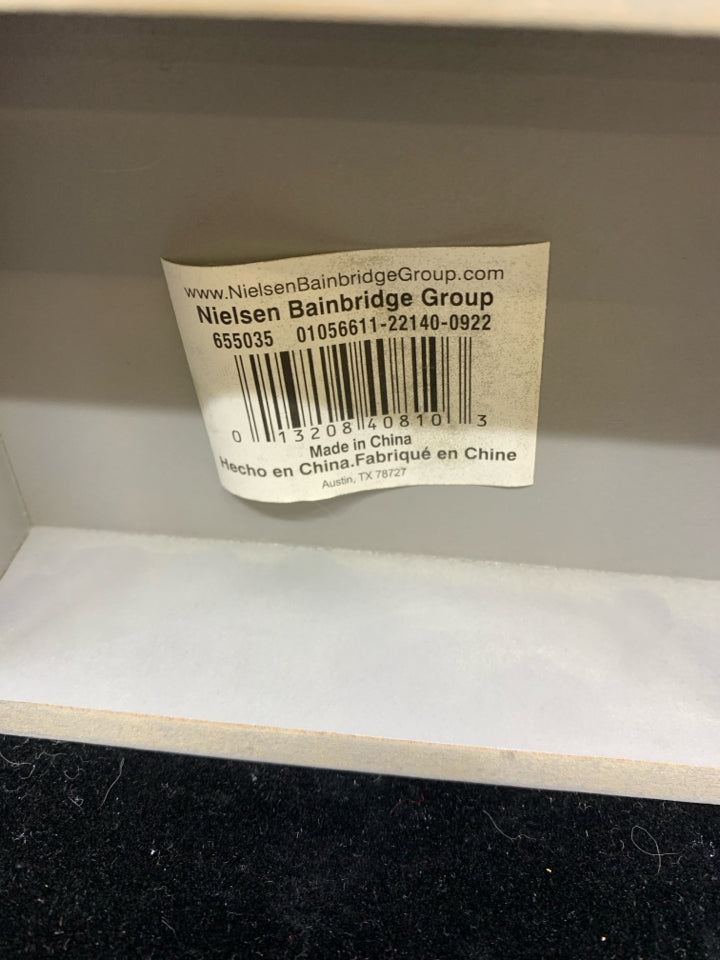 www.NielsenBainbridgeGroup.com
Nielsen Bainbridge Group
655035 01056611-22140-0922
0 13208 40810 3
Made in China
Hecho en China.Fabriqué en Chine
Austin, TX 78727